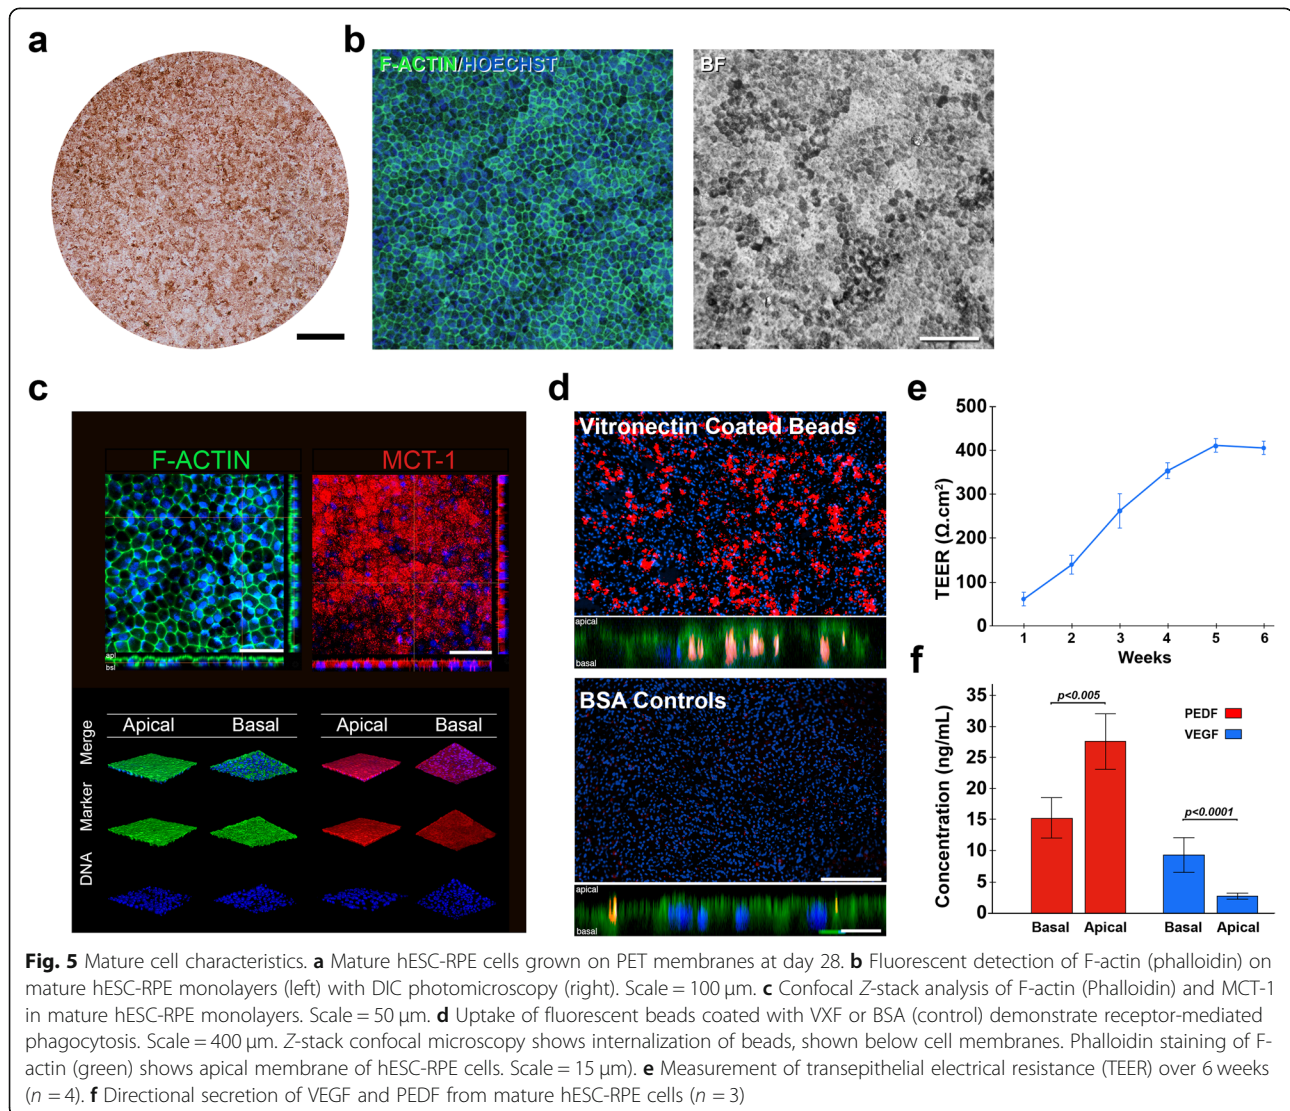 a
b
F-ACTIN/HOECHST
BF
c
F-ACTIN
MCT-1
apl
bsl
Apical Basal Apical Basal
Merge
Marker
DNA
d
Vitronectin Coated Beads
apical
basal
BSA Controls
apical
basal
e
500
400
300
200
100
0
TEER (Ω.cm²)
1 2 3 4 5 6
Weeks
f
35
30
25
20
15
10
5
0
Concentration (ng/mL)
p<0.005
PEDF
VEGF
p<0.0001
Basal Apical Basal Apical
Fig. 5 Mature cell characteristics. a Mature hESC-RPE cells grown on PET membranes at day 28. b Fluorescent detection of F-actin (phalloidin) on
mature hESC-RPE monolayers (left) with DIC photomicroscopy (right). Scale = 100 μm. c Confocal Z-stack analysis of F-actin (Phalloidin) and MCT-1
in mature hESC-RPE monolayers. Scale = 50 μm. d Uptake of fluorescent beads coated with VXF or BSA (control) demonstrate receptor-mediated
phagocytosis. Scale = 400 μm. Z-stack confocal microscopy shows internalization of beads, shown below cell membranes. Phalloidin staining of F-
actin (green) shows apical membrane of hESC-RPE cells. Scale = 15 μm). e Measurement of transepithelial electrical resistance (TEER) over 6 weeks
(n = 4). f Directional secretion of VEGF and PEDF from mature hESC-RPE cells (n = 3)